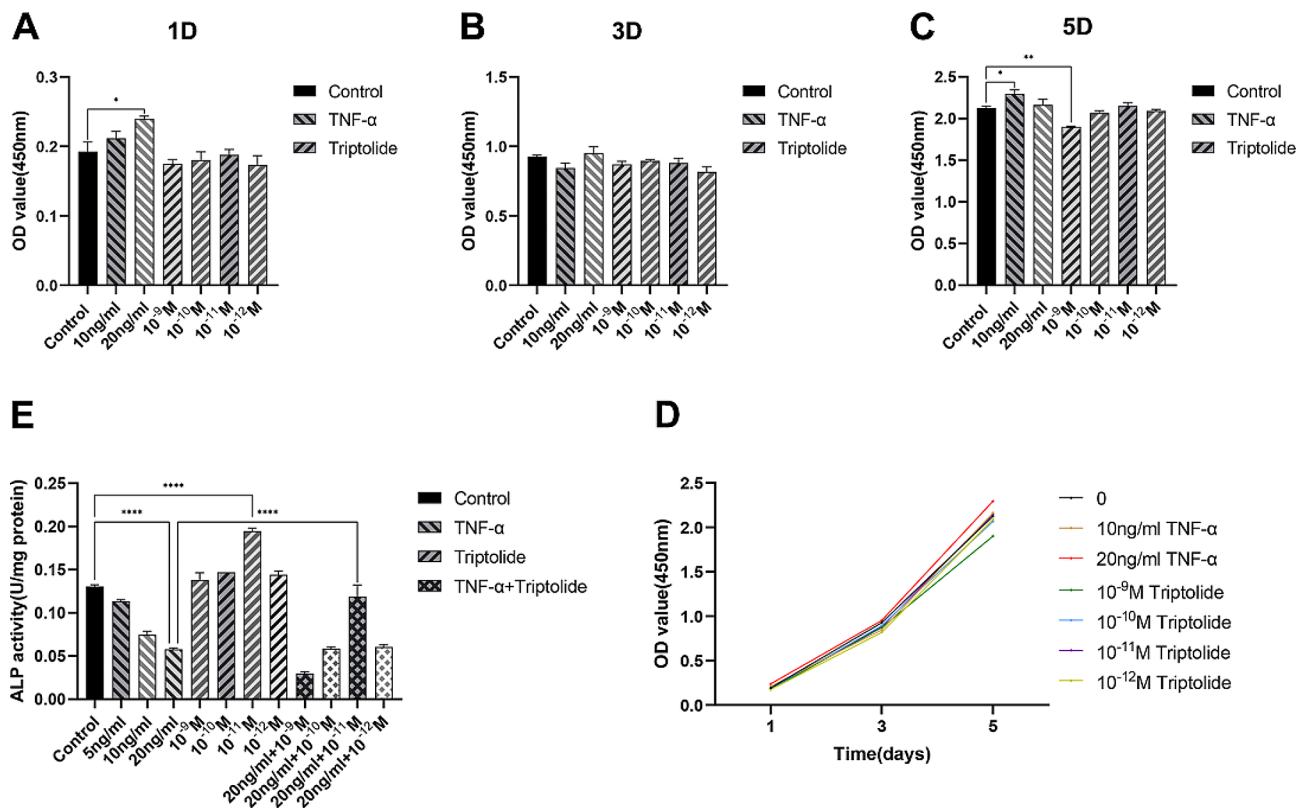 A
1D
OD value(450nm)
0.3
0.2
0.1
0.0
*
Control
10ng/ml
20ng/ml
10⁻⁹M
10⁻¹⁰M
10⁻¹¹M
10⁻¹²M
Control
TNF-α
Triptolide
B
3D
OD value(450nm)
1.5
1.0
0.5
0.0
Control
10ng/ml
20ng/ml
10⁻⁹M
10⁻¹⁰M
10⁻¹¹M
10⁻¹²M
Control
TNF-α
Triptolide
C
5D
OD value(450nm)
2.5
2.0
1.5
1.0
0.5
0.0
**
*
Control
10ng/ml
20ng/ml
10⁻⁹M
10⁻¹⁰M
10⁻¹¹M
10⁻¹²M
Control
TNF-α
Triptolide
E
ALP activity(U/mg protein)
0.25
0.20
0.15
0.10
0.05
0.00
****
****
****
Control
5ng/ml
10ng/ml
20ng/ml
10⁻⁹M
10⁻¹⁰M
10⁻¹¹M
10⁻¹²M
20ng/ml+10⁻⁹M
20ng/ml+10⁻¹⁰M
20ng/ml+10⁻¹¹M
20ng/ml+10⁻¹²M
Control
TNF-α
Triptolide
TNF-α+Triptolide
D
OD value(450nm)
2.5
2.0
1.5
1.0
0.5
0.0
1
3
5
Time(days)
0
10ng/ml TNF-α
20ng/ml TNF-α
10⁻⁹M Triptolide
10⁻¹⁰M Triptolide
10⁻¹¹M Triptolide
10⁻¹²M Triptolide